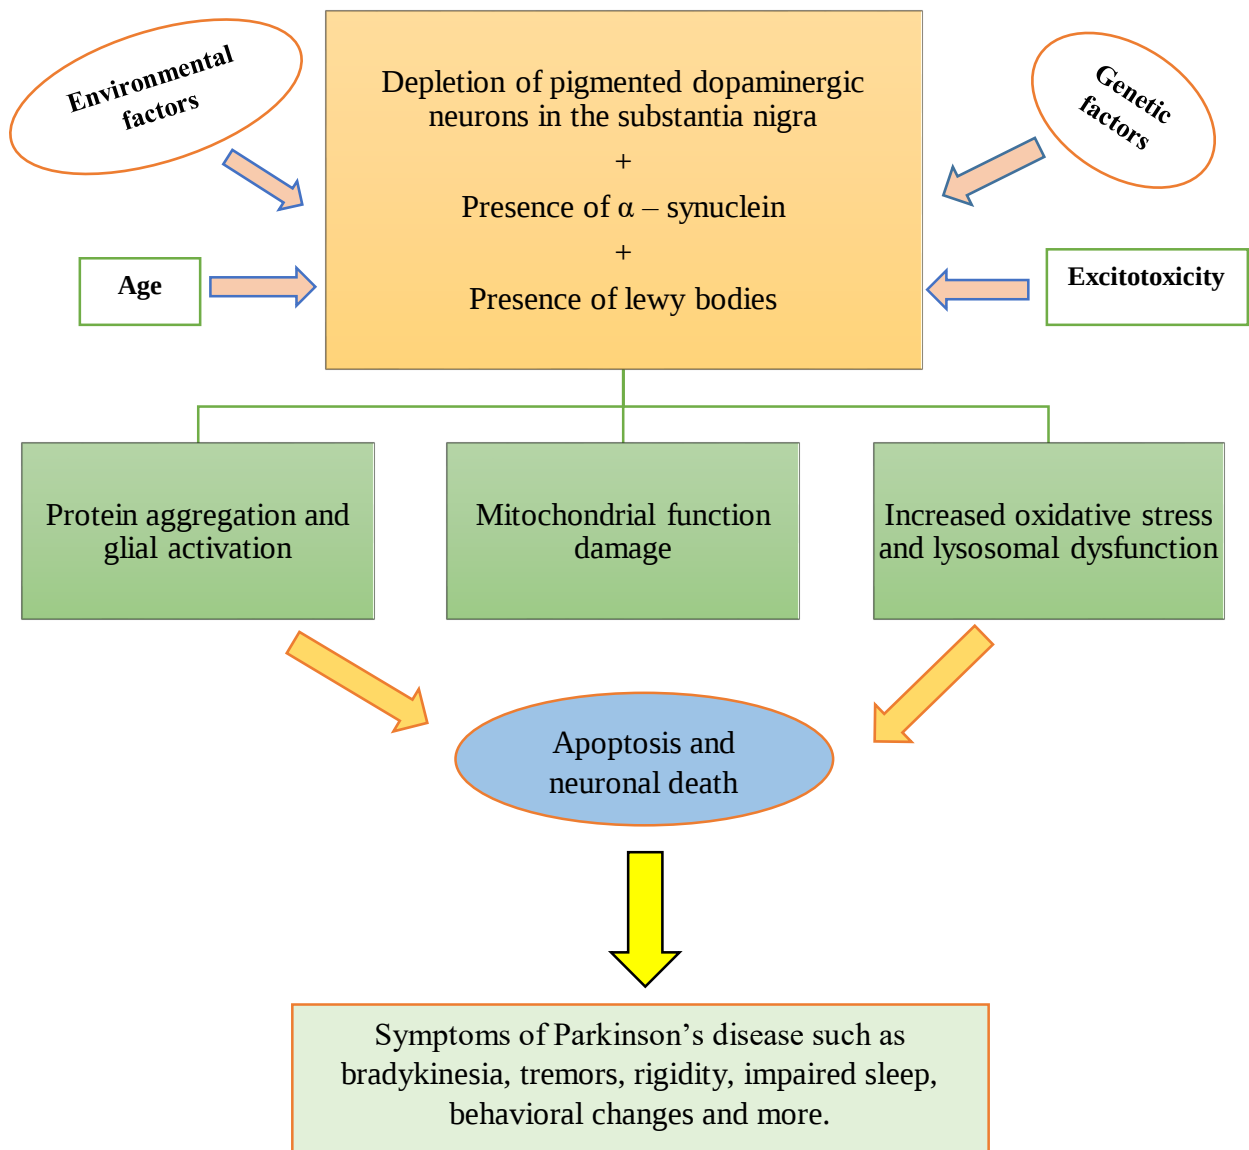 Environmental
factors
Depletion of pigmented dopaminergic
neurons in the substantia nigra
+
Presence of α – synuclein
+
Presence of lewy bodies
Genetic
factors
Age
Excitotoxicity
Protein aggregation and
glial activation
Mitochondrial function
damage
Increased oxidative stress
and lysosomal dysfunction
Apoptosis and
neuronal death
Symptoms of Parkinson’s disease such as
bradykinesia, tremors, rigidity, impaired sleep,
behavioral changes and more.